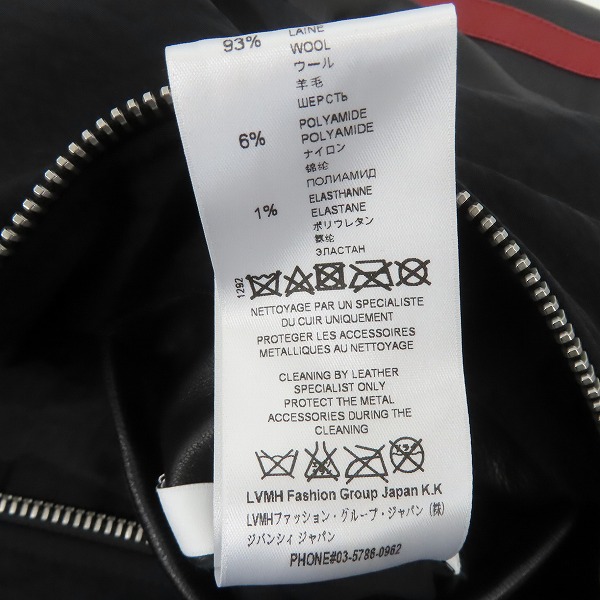 93% LAINE
WOOL
ウール
羊毛
ШЕРСТЬ
6% POLYAMIDE
POLYAMIDE
ナイロン
锦纶
ПОЛИАМИД
1% ELASTHANNE
ELASTANE
ポリウレタン
氨纶
ЭЛАСТАН
1292
NETTOYAGE PAR UN SPECIALISTE
DU CUIR UNIQUEMENT
PROTEGER LES ACCESSOIRES
METALLIQUES AU NETTOYAGE
CLEANING BY LEATHER
SPECIALIST ONLY
PROTECT THE METAL
ACCESSORIES DURING THE
CLEANING
LVMH Fashion Group Japan K.K
LVMHファッション・グループ・ジャパン(株)
ジバンシィ ジャパン
PHONE#03-5786-0962